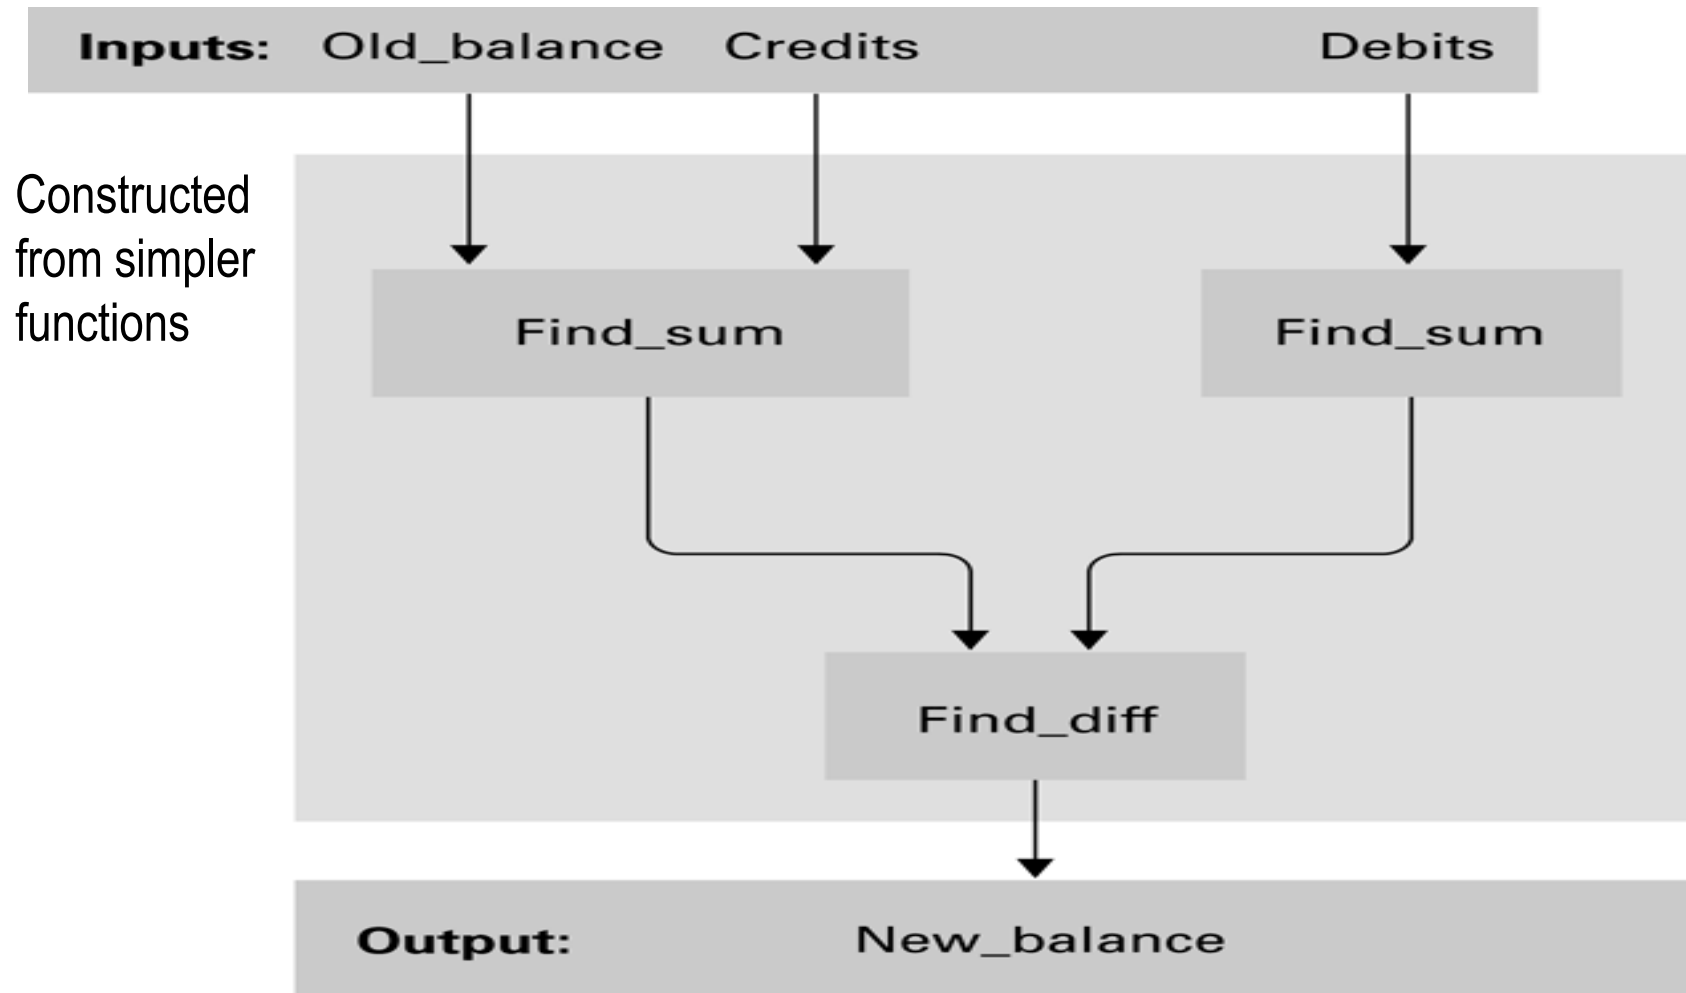 Inputs: Old_balance Credits Debits
Constructed
from simpler
functions
Find_sum Find_sum
Find_diff
Output: New_balance